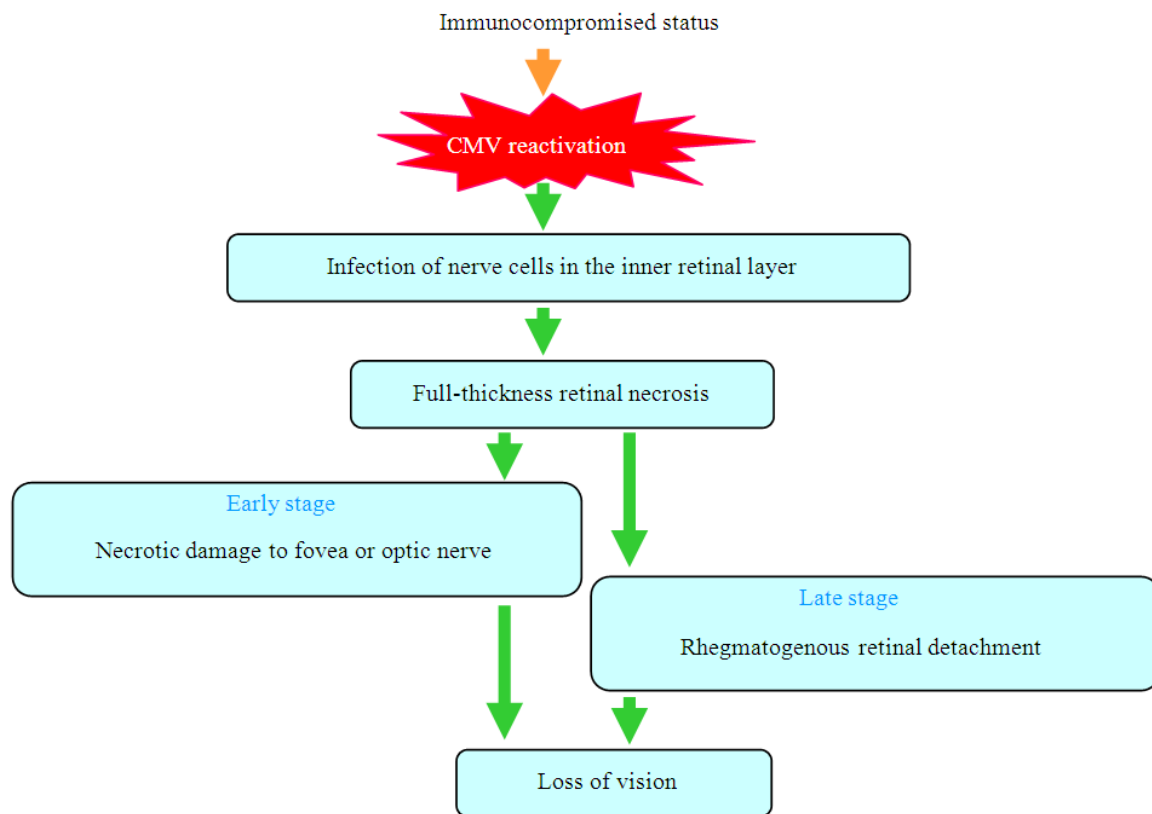 Immunocompromised status
CMV reactivation
Infection of nerve cells in the inner retinal layer
Full-thickness retinal necrosis
Early stage
Necrotic damage to fovea or optic nerve
Late stage
Rhegmatogenous retinal detachment
Loss of vision